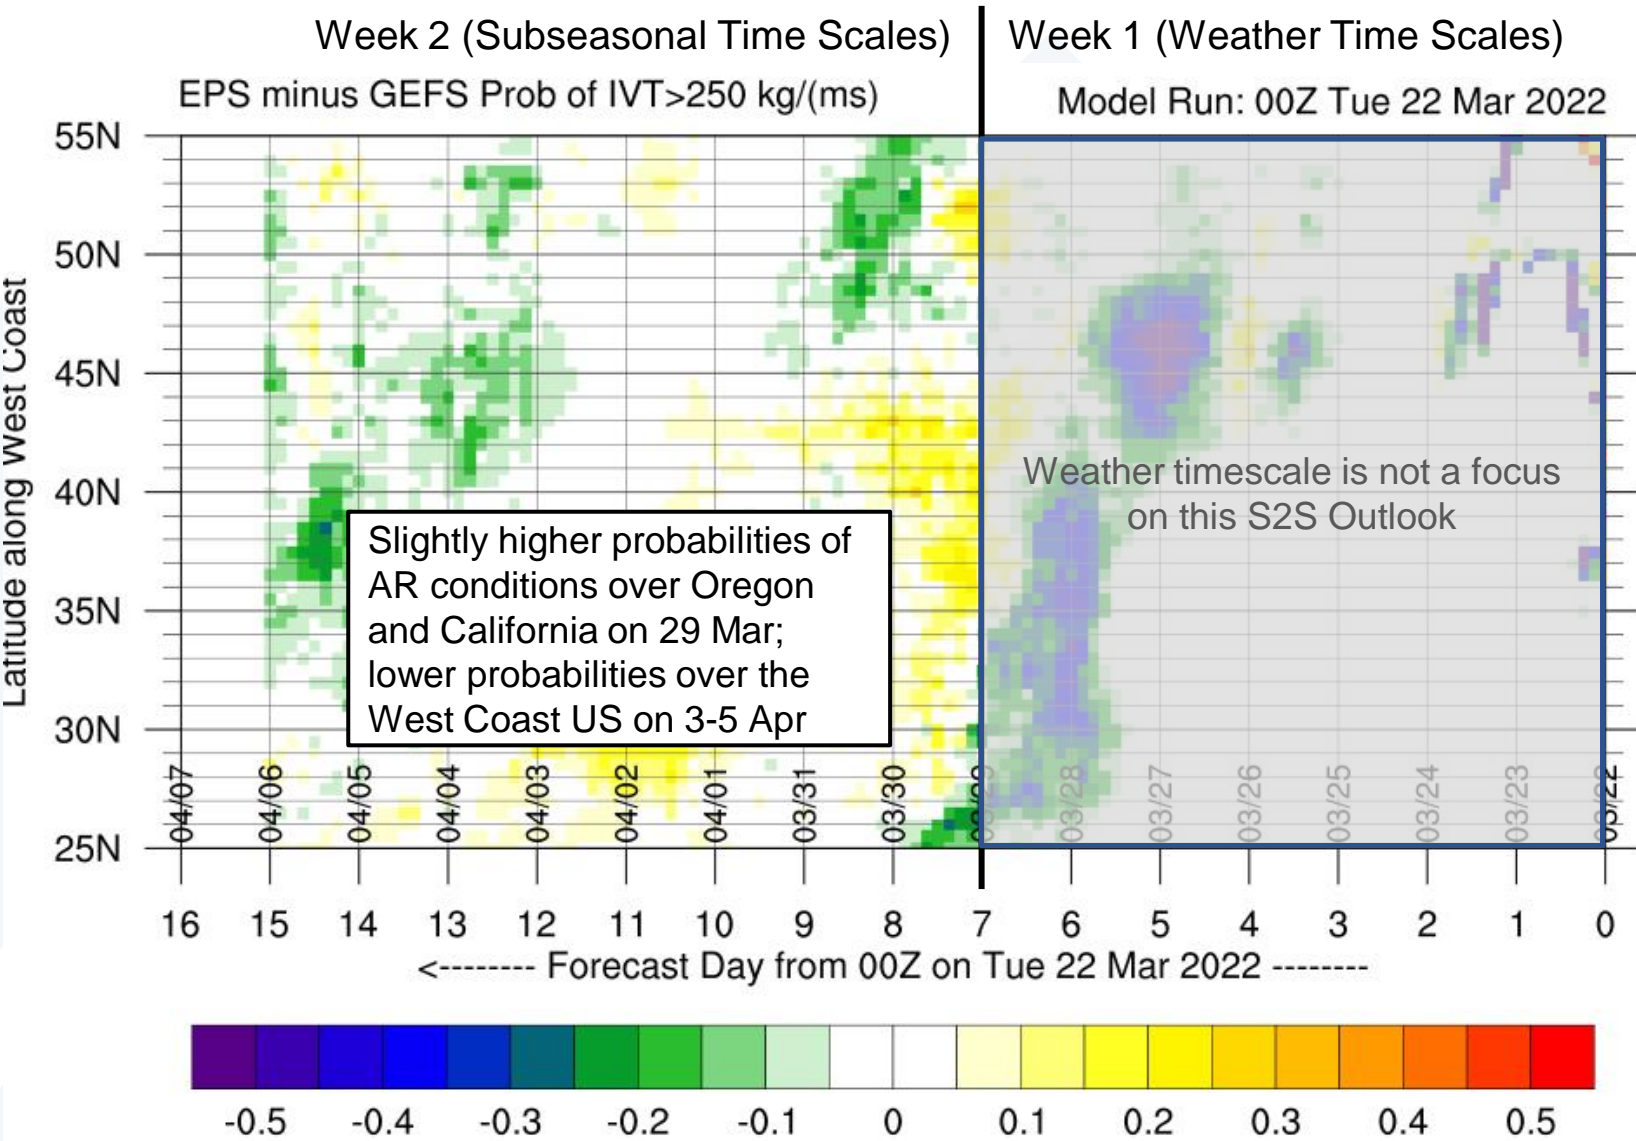 Week 2 (Subseasonal Time Scales)
Week 1 (Weather Time Scales)
EPS minus GEFS Prob of IVT>250 kg/(ms)
Model Run: 00Z Tue 22 Mar 2022
55N
50N
45N
40N
35N
30N
25N
Latitude along West Coast
Weather timescale is not a focus
on this S2S Outlook
Slightly higher probabilities of
AR conditions over Oregon
and California on 29 Mar;
lower probabilities over the
West Coast US on 3-5 Apr
04/07
04/06
04/05
04/04
04/03
04/02
04/01
03/31
03/30
03/29
03/28
03/27
03/26
03/25
03/24
03/23
03/22
16 15 14 13 12 11 10 9 8 7 6 5 4 3 2 1 0
<-------- Forecast Day from 00Z on Tue 22 Mar 2022 --------
-0.5 -0.4 -0.3 -0.2 -0.1 0 0.1 0.2 0.3 0.4 0.5